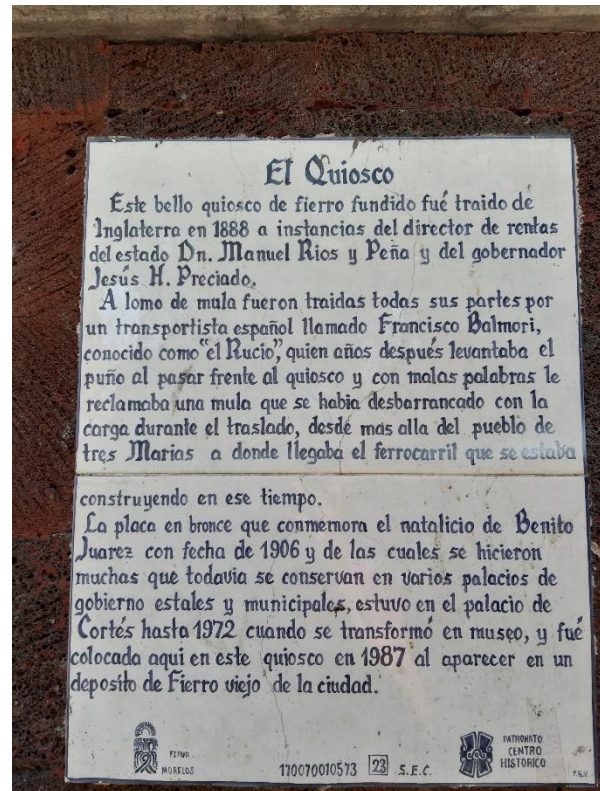 El Quiosco
Este bello quiosco de fierro fundido fué traido de
Inglaterra en 1888 a instancias del director de rentas
del estado Dn. Manuel Rios y Peña y del gobernador
Jesús H. Preciado.
A lomo de mula fueron traidas todas sus partes por
un transportista español llamado Francisco Balmori,
conocido como "el Rucio", quien años después levantaba el
puño al pasar frente al quiosco y con malas palabras le
reclamaba una mula que se habia desbarrancado con la
carga durante el traslado, desdé mas alla del pueblo de
tres Marias a donde llegaba el ferrocarril que se estaba
construyendo en ese tiempo.
La placa en bronce que conmemora el natalicio de Benito
Juarez con fecha de 1906 y de las cuales se hicieron
muchas que todavia se conservan en varios palacios de
gobierno estales y municipales, estuvo en el palacio de
Cortés hasta 1972 cuando se transformó en museo, y fué
colocada aqui en este quiosco en 1987 al aparecer en un
deposito de Fierro viejo de la ciudad.
FITUR
MORELOS
170070010573 23 S.E.C.
PATRONATO
CENTRO
HISTORICO